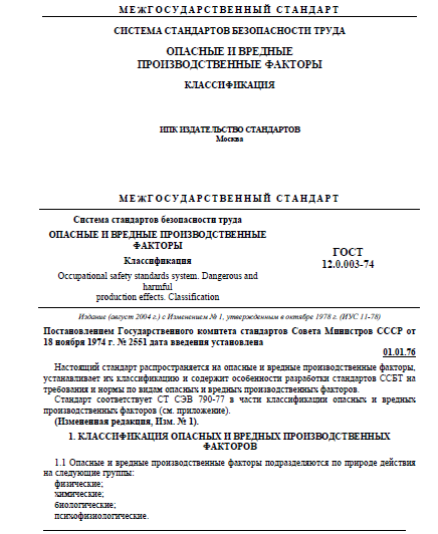 МЕЖГОСУДАРСТВЕННЫЙ СТАНДАРТ
СИСТЕМА СТАНДАРТОВ БЕЗОПАСНОСТИ ТРУДА
ОПАСНЫЕ И ВРЕДНЫЕ
ПРОИЗВОДСТВЕННЫЕ ФАКТОРЫ
КЛАССИФИКАЦИЯ
ИПК ИЗДАТЕЛЬСТВО СТАНДАРТОВ
Москва
МЕЖГОСУДАРСТВЕННЫЙ СТАНДАРТ
Система стандартов безопасности труда
ОПАСНЫЕ И ВРЕДНЫЕ ПРОИЗВОДСТВЕННЫЕ
ФАКТОРЫ
Классификация
Occupational safety standards system. Dangerous and
harmful
production effects. Classification
ГОСТ
12.0.003-74
Издание (август 2004 г.) с Изменением № 1, утвержденным в октябре 1978 г. (ИУС 11-78)
Постановлением Государственного комитета стандартов Совета Министров СССР от
18 ноября 1974 г. № 2551 дата введения установлена
01.01.76
Настоящий стандарт распространяется на опасные и вредные производственные факторы,
устанавливает их классификацию и содержит особенности разработки стандартов ССБТ на
требования и нормы по видам опасных и вредных производственных факторов.
Стандарт соответствует СТ СЭВ 790-77 в части классификации опасных и вредных
производственных факторов (см. приложение).
(Измененная редакция, Изм. № 1).
1. КЛАССИФИКАЦИЯ ОПАСНЫХ И ВРЕДНЫХ ПРОИЗВОДСТВЕННЫХ
ФАКТОРОВ
1.1 Опасные и вредные производственные факторы подразделяются по природе действия
на следующие группы:
физические;
химические;
биологические;
психофизиологические.